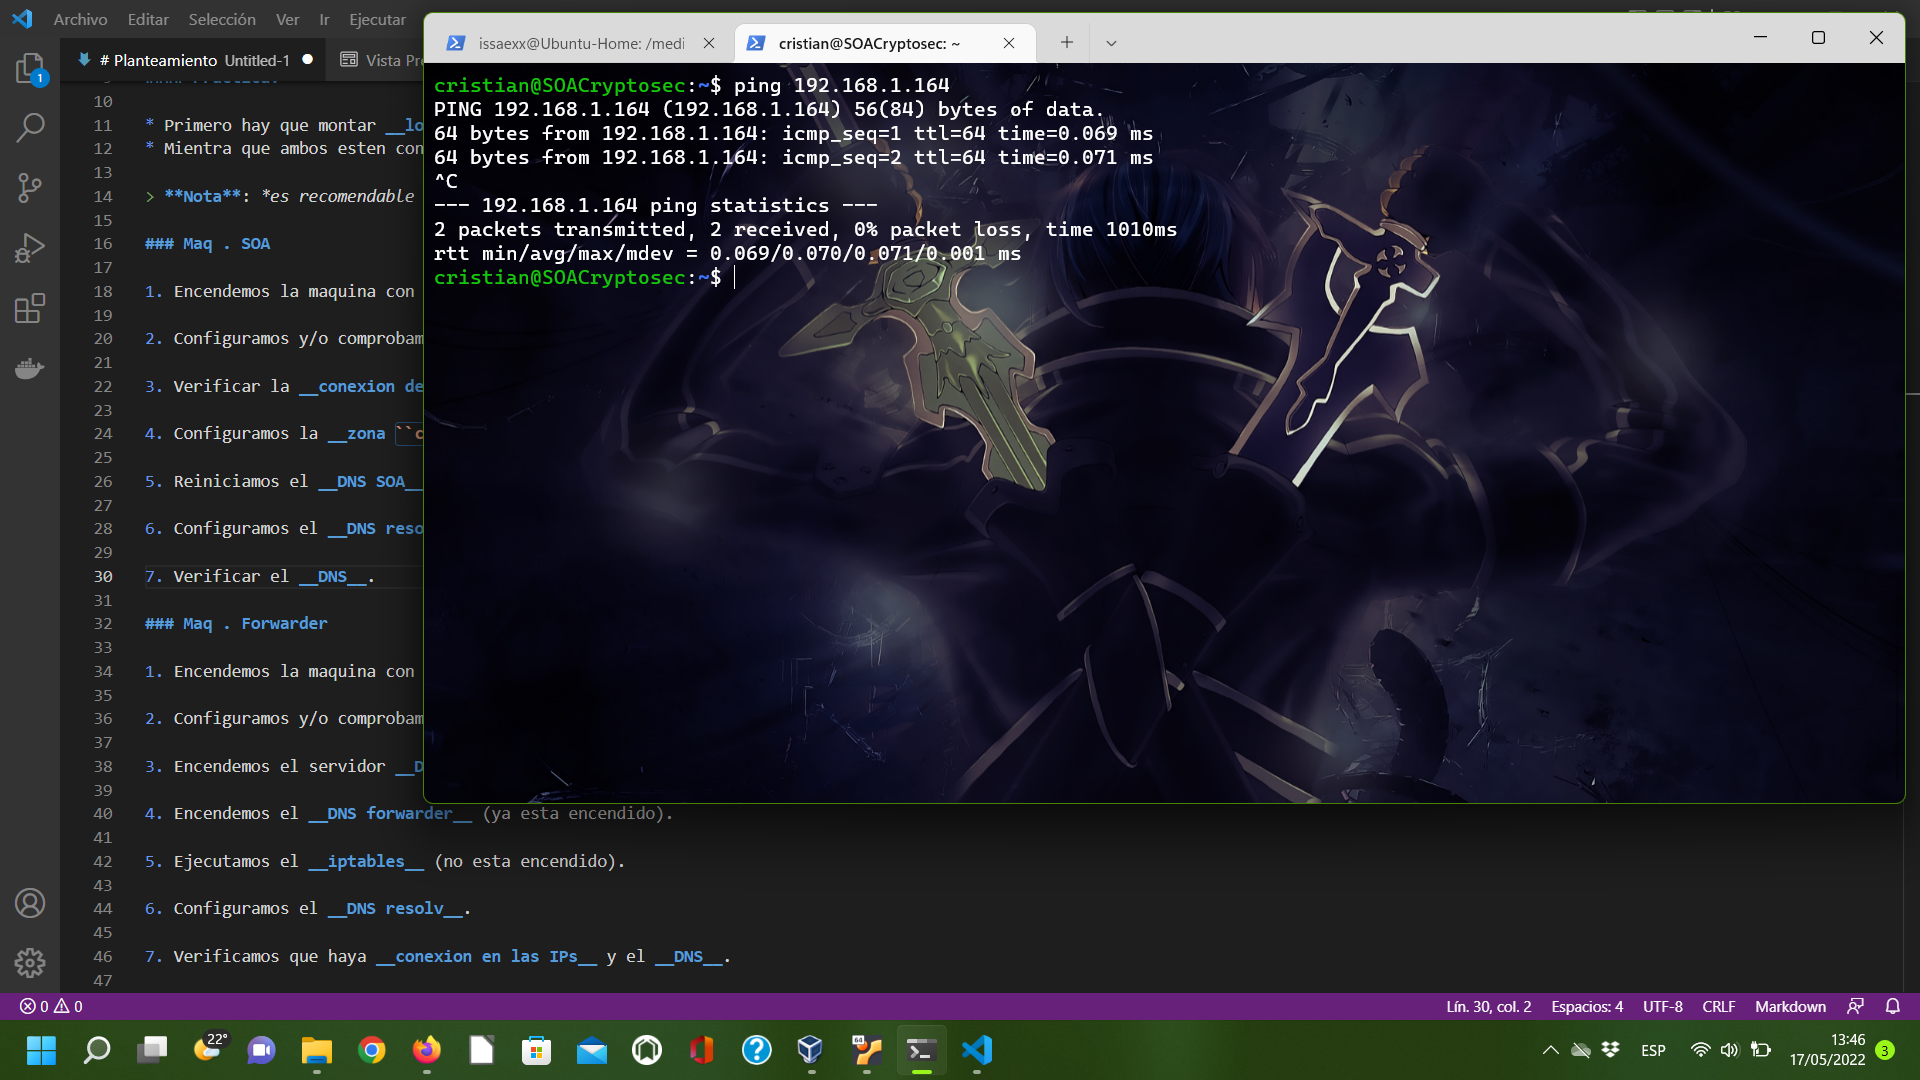 Archivo Editar Selección Ver Ir Ejecutar
# Planteamiento Untitled-1
Vista Pr
issaexx@Ubuntu-Home: /medi
cristian@SOACryptosec: ~
cristian@SOACryptosec:~$ ping 192.168.1.164
PING 192.168.1.164 (192.168.1.164) 56(84) bytes of data.
64 bytes from 192.168.1.164: icmp_seq=1 ttl=64 time=0.069 ms
64 bytes from 192.168.1.164: icmp_seq=2 ttl=64 time=0.071 ms
^C
--- 192.168.1.164 ping statistics ---
2 packets transmitted, 2 received, 0% packet loss, time 1010ms
rtt min/avg/max/mdev = 0.069/0.070/0.071/0.001 ms
cristian@SOACryptosec:~$
1
10
11 * Primero hay que montar __lo
12 * Mientra que ambos esten con
13
14 > **Nota**: *es recomendable
15
16 ### Maq . SOA
17
18 1. Encendemos la maquina con
19
20 2. Configuramos y/o comprobam
21
22 3. Verificar la __conexion de
23
24 4. Configuramos la __zona ``c
25
26 5. Reiniciamos el __DNS SOA__
27
28 6. Configuramos el __DNS reso
29
30 7. Verificar el __DNS__.
31
32 ### Maq . Forwarder
33
34 1. Encendemos la maquina con
35
36 2. Configuramos y/o comprobam
37
38 3. Encendemos el servidor __D
39
40 4. Encendemos el __DNS forwarder__ (ya esta encendido).
41
42 5. Ejecutamos el __iptables__ (no esta encendido).
43
44 6. Configuramos el __DNS resolv__.
45
46 7. Verificamos que haya __conexion en las IPs__ y el __DNS__.
47
0 0
Lín. 30, col. 2 Espacios: 4 UTF-8 CRLF Markdown
22°
64
ESP
13:46
17/05/2022
3